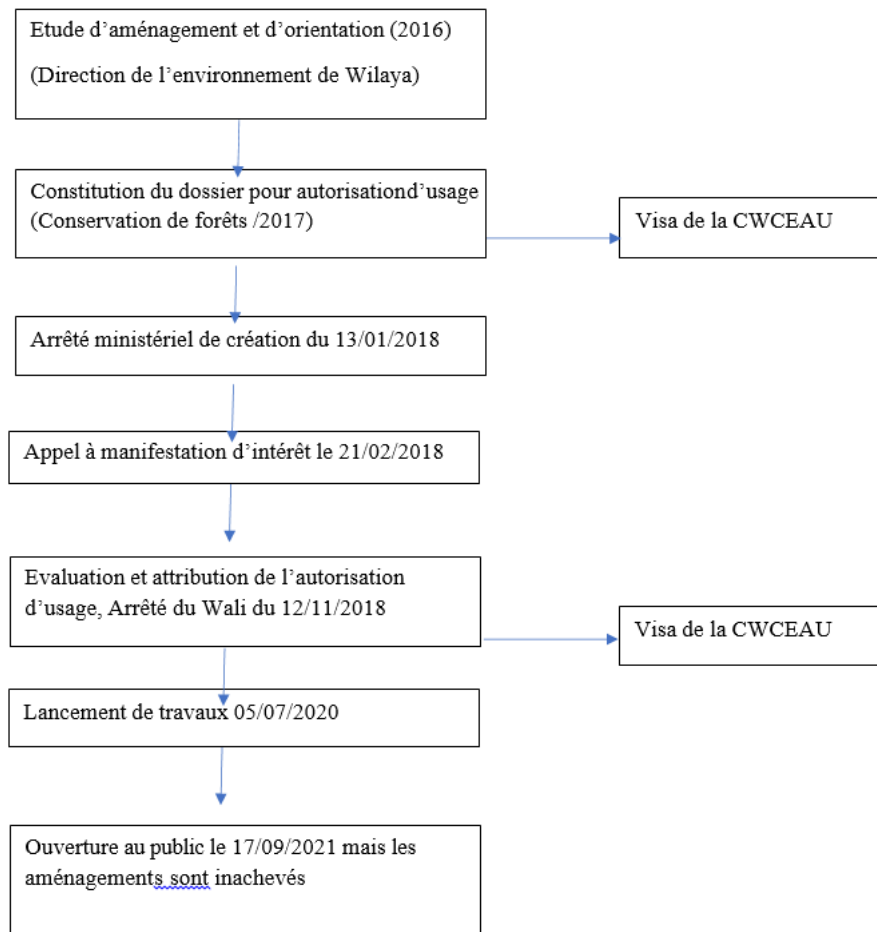 Etude d’aménagement et d’orientation (2016)
(Direction de l’environnement de Wilaya)
Constitution du dossier pour autorisationd’usage
(Conservation de forêts /2017)
Visa de la CWCEAU
Arrêté ministériel de création du 13/01/2018
Appel à manifestation d’intérêt le 21/02/2018
Evaluation et attribution de l’autorisation
d’usage, Arrêté du Wali du 12/11/2018
Visa de la CWCEAU
Lancement de travaux 05/07/2020
Ouverture au public le 17/09/2021 mais les
aménagements sont inachevés